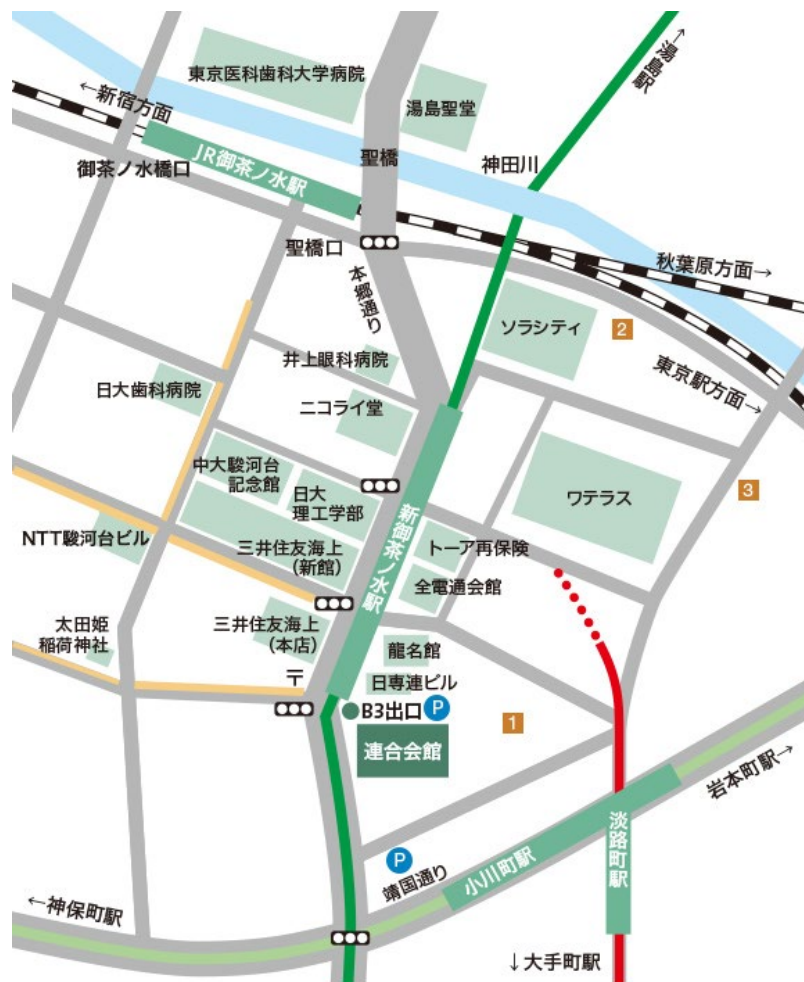 東京医科歯科大学病院
湯島聖堂
→湯島駅
←新宿方面
JR御茶ノ水駅
聖橋
神田川
御茶ノ水橋口
聖橋口
秋葉原方面→
本郷通り
ソラシティ
2
井上眼科病院
東京駅方面→
日大歯科病院
ニコライ堂
中大駿河台
記念館
日大
理工学部
ワテラス
3
新御茶ノ水駅
NTT駿河台ビル
三井住友海上
(新館)
トーア再保険
全電通会館
太田姫
稲荷神社
三井住友海上
(本店)
龍名館
〒
日専連ビル
B3出口
P
1
連合会館
岩本町駅→
淡路町駅
小川町駅
P
靖国通り
←神保町駅
↓大手町駅